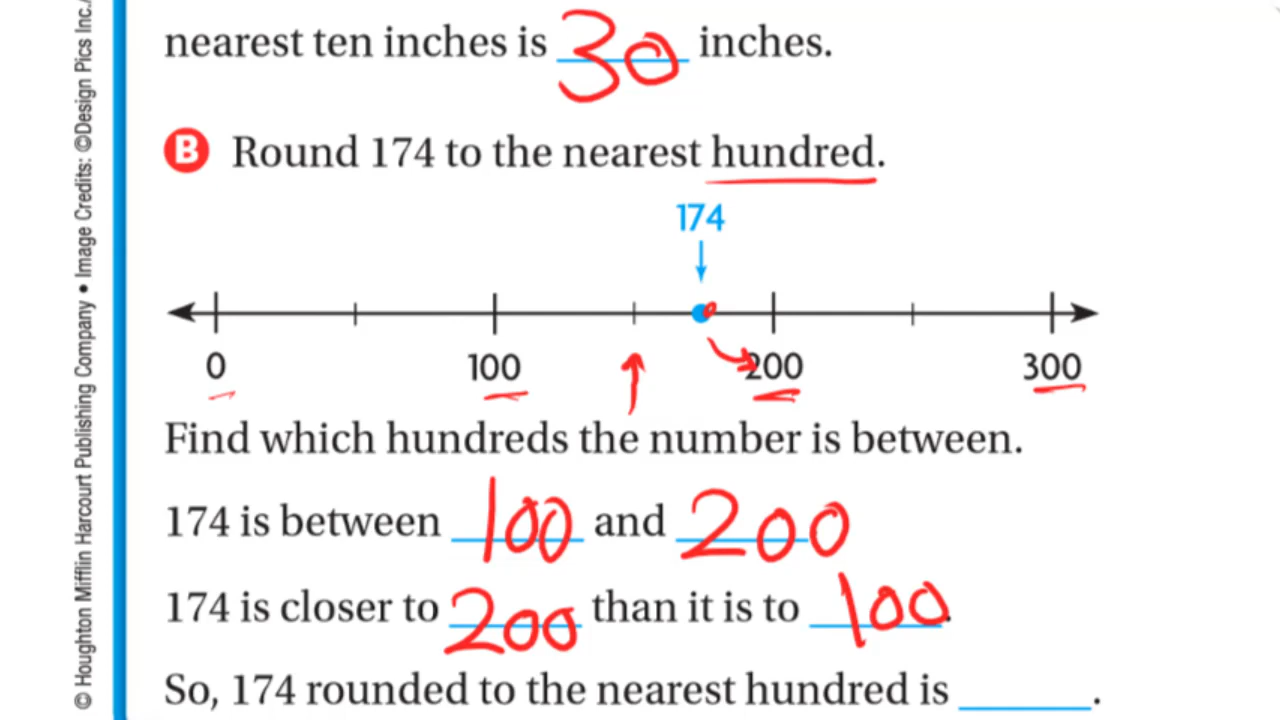 nearest ten inches is 30 inches.
B Round 174 to the nearest hundred.
174
0 100 200 300
Find which hundreds the number is between.
174 is between 100 and 200
174 is closer to 200 than it is to 100.
So, 174 rounded to the nearest hundred is ______.
© Houghton Mifflin Harcourt Publishing Company • Image Credits: ©Design Pics Inc./